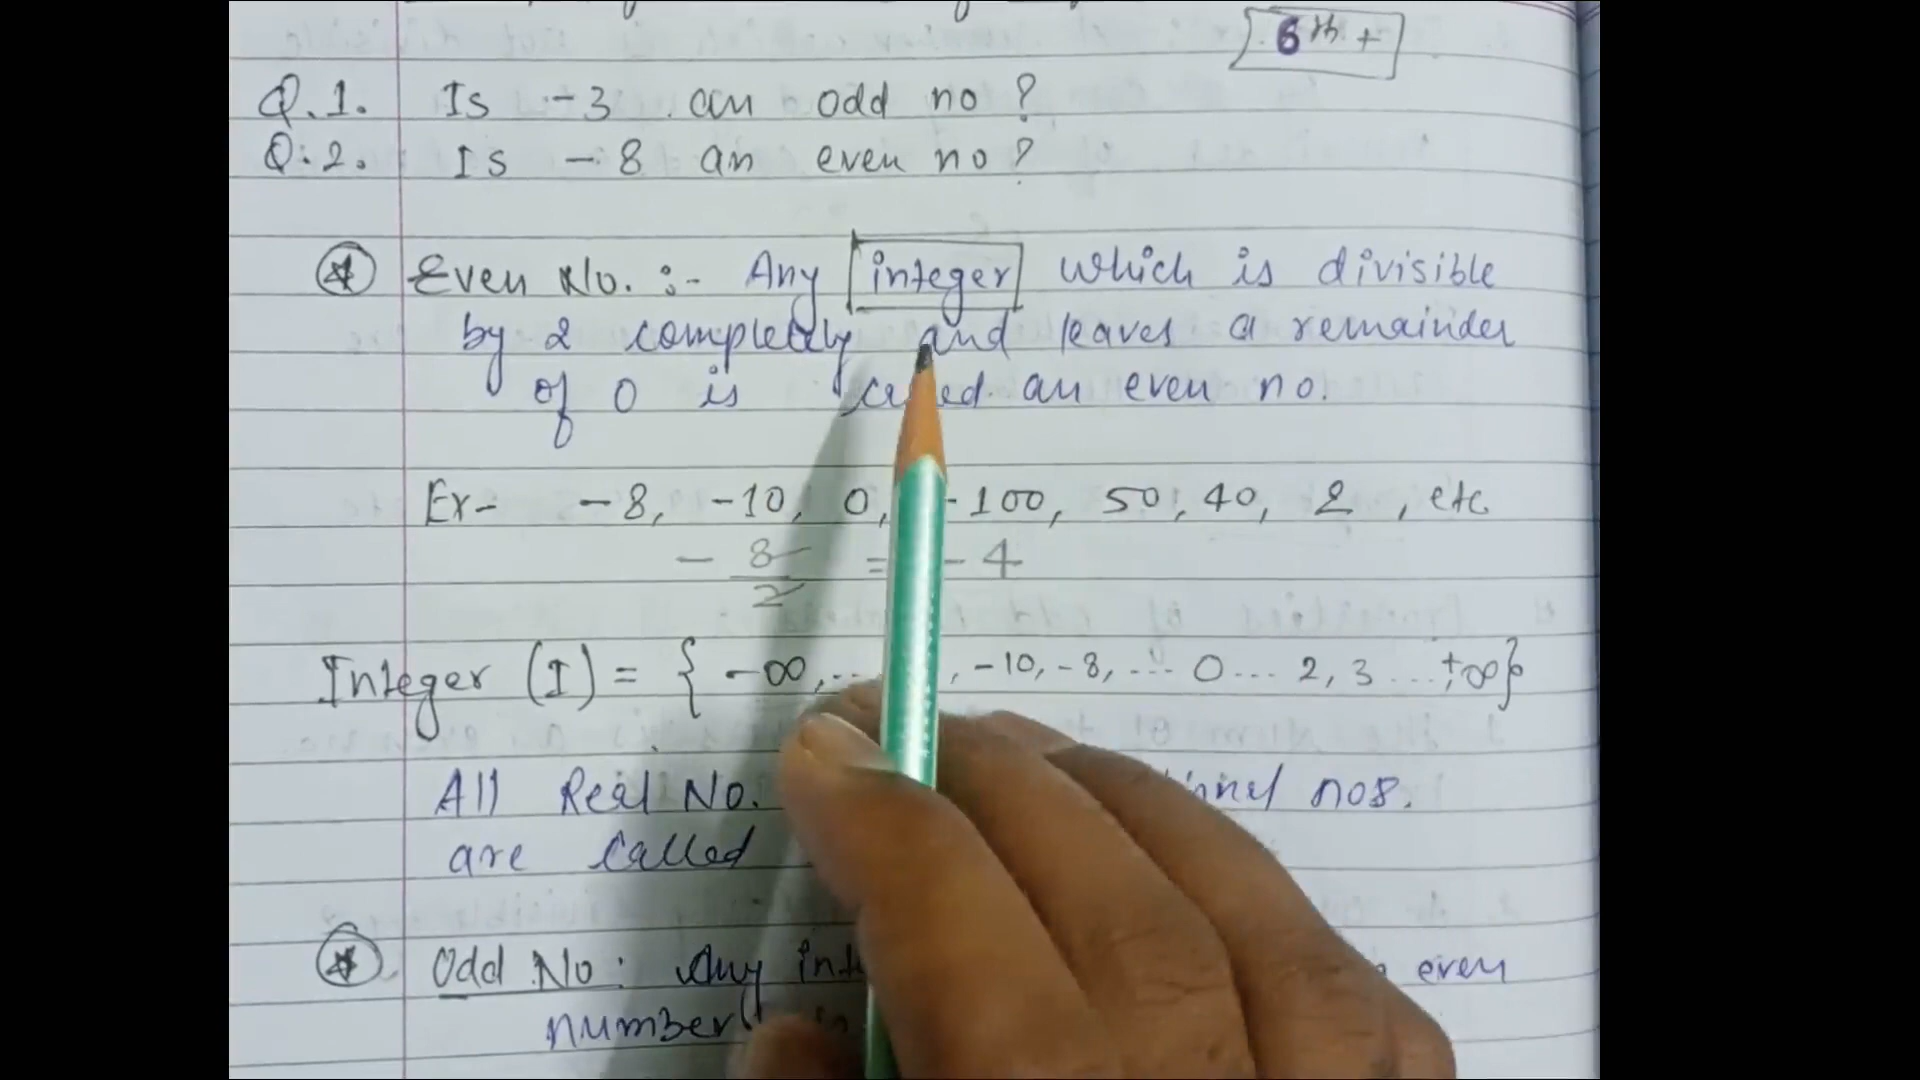 6th +
Q.1. Is -3 an odd no?
Q.2. Is -8 an even no?
Even No. :- Any integer which is divisible
by 2 completly and leaves a remainder
of 0 is called an even no.
Ex- -8, -10, 0, -100, 50, 40, 2, etc
- 8/2 = - 4
Integer (I) = { -∞, ... , -10, -8, ... 0 ... 2, 3 ... , +∞}
All Real No. nos.
are called
Odd No: Any even
number